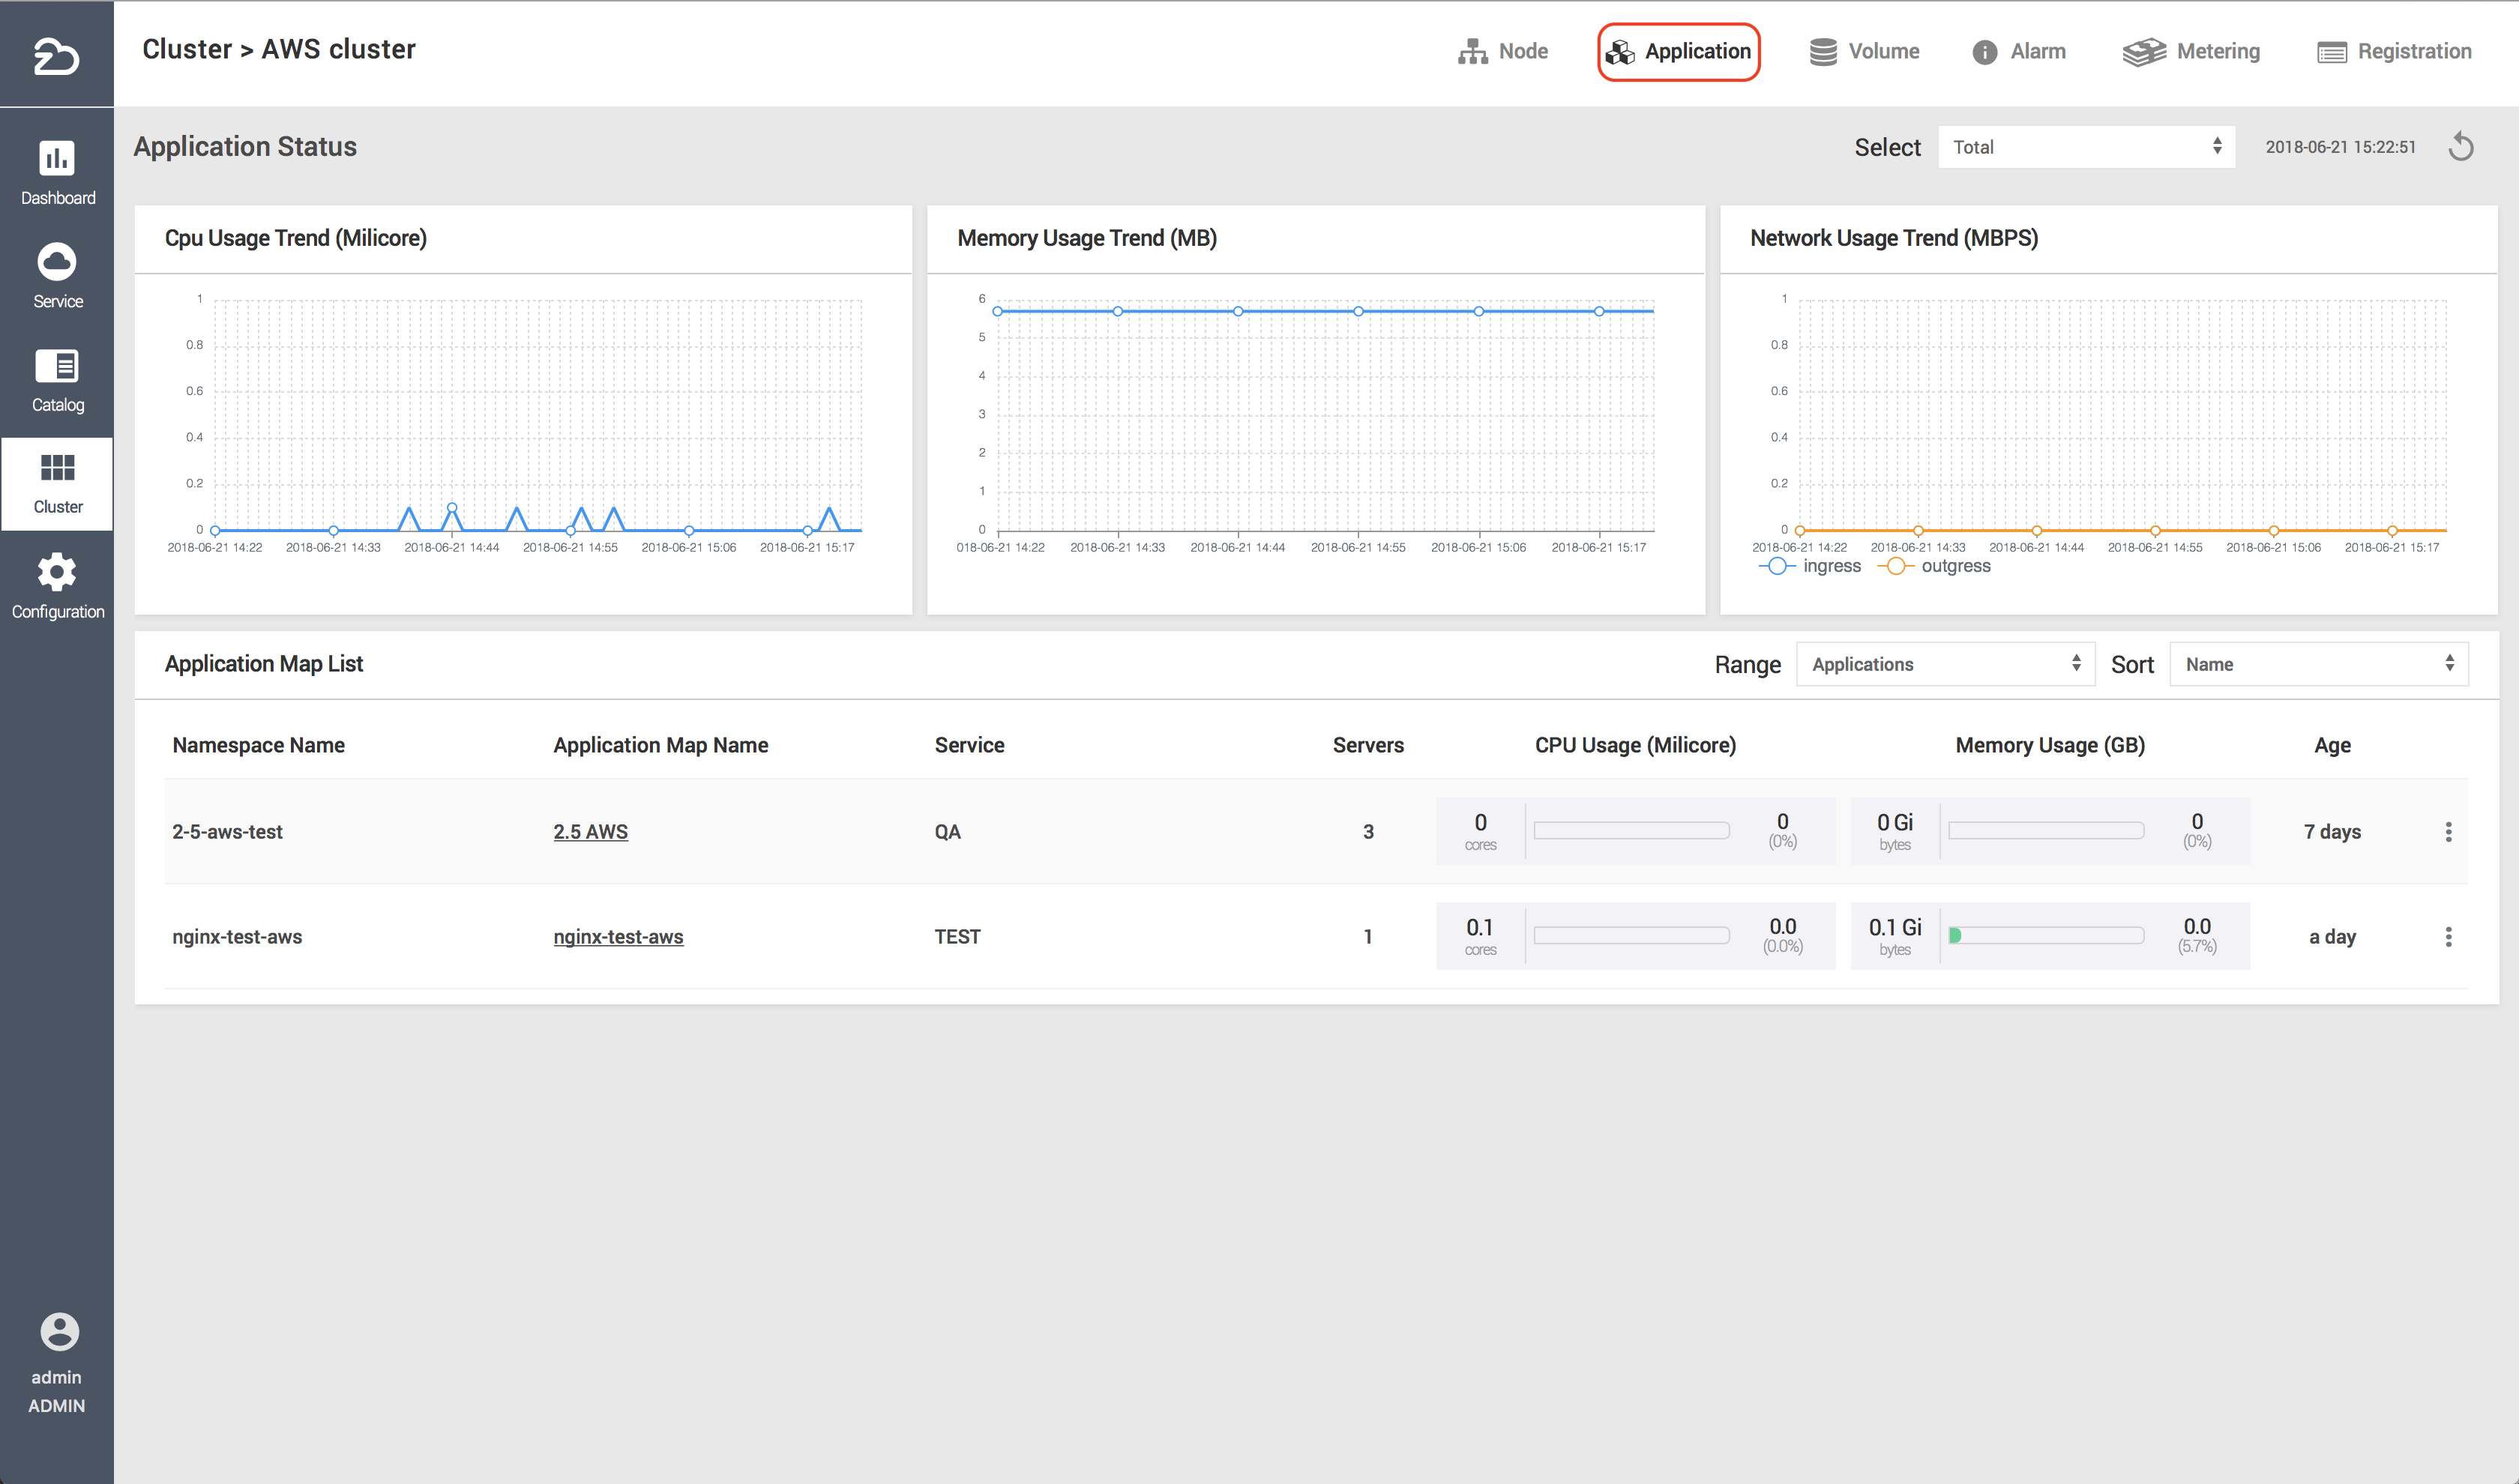 Cluster > AWS cluster
Node
Application
Volume
Alarm
Metering
Registration
Dashboard
Service
Catalog
Cluster
Configuration
admin
ADMIN
Application Status
Select
Total
2018-06-21 15:22:51
Cpu Usage Trend (Milicore)
1
0.8
0.6
0.4
0.2
0
2018-06-21 14:22 2018-06-21 14:33 2018-06-21 14:44 2018-06-21 14:55 2018-06-21 15:06 2018-06-21 15:17
Memory Usage Trend (MB)
6
5
4
3
2
1
0
018-06-21 14:22 2018-06-21 14:33 2018-06-21 14:44 2018-06-21 14:55 2018-06-21 15:06 2018-06-21 15:17
Network Usage Trend (MBPS)
1
0.8
0.6
0.4
0.2
0
2018-06-21 14:22 2018-06-21 14:33 2018-06-21 14:44 2018-06-21 14:55 2018-06-21 15:06 2018-06-21 15:17
ingress outgress
Application Map List
Range
Applications
Sort
Name
Namespace Name Application Map Name Service Servers CPU Usage (Milicore) Memory Usage (GB) Age
2-5-aws-test 2.5 AWS QA 3 0 0 0 Gi 0 7 days
cores (0%) bytes (0%)
nginx-test-aws nginx-test-aws TEST 1 0.1 0.0 0.1 Gi 0.0 a day
cores (0.0%) bytes (5.7%)